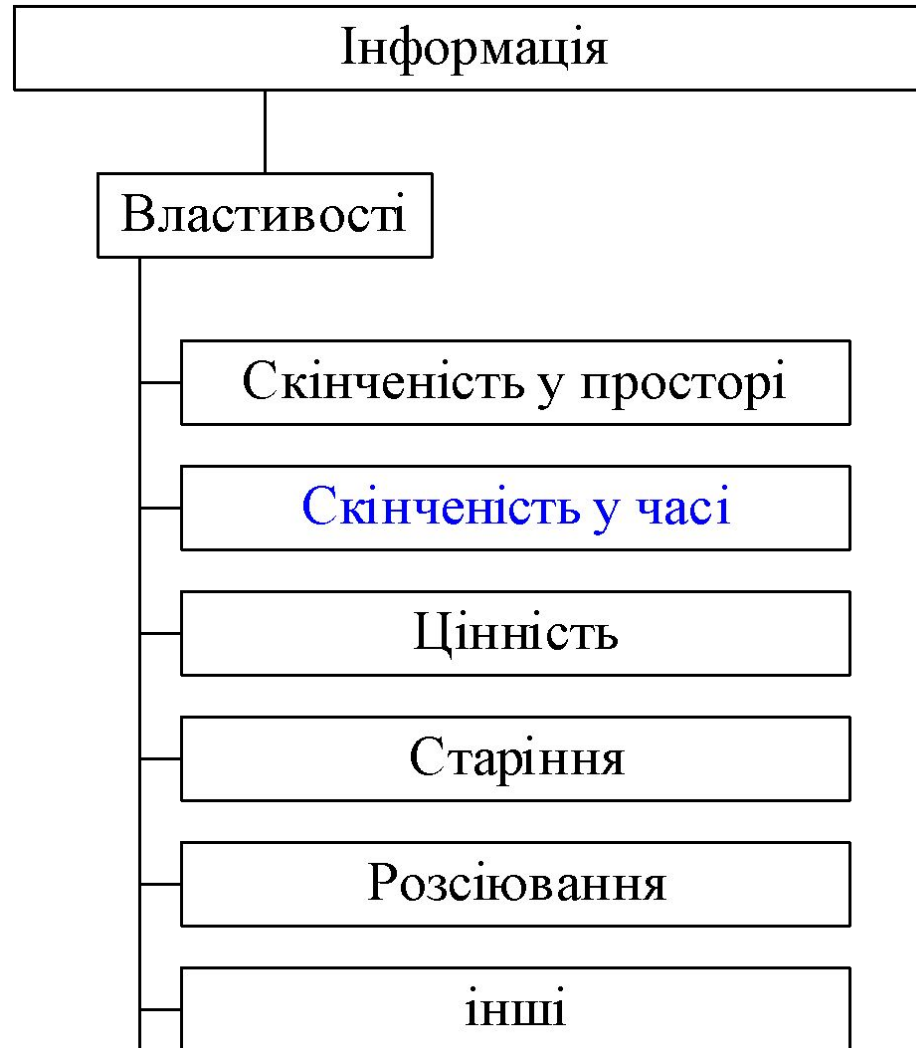 Інформація
Властивості
Скінченість у просторі
Скінченість у часі
Цінність
Старіння
Розсіювання
інші